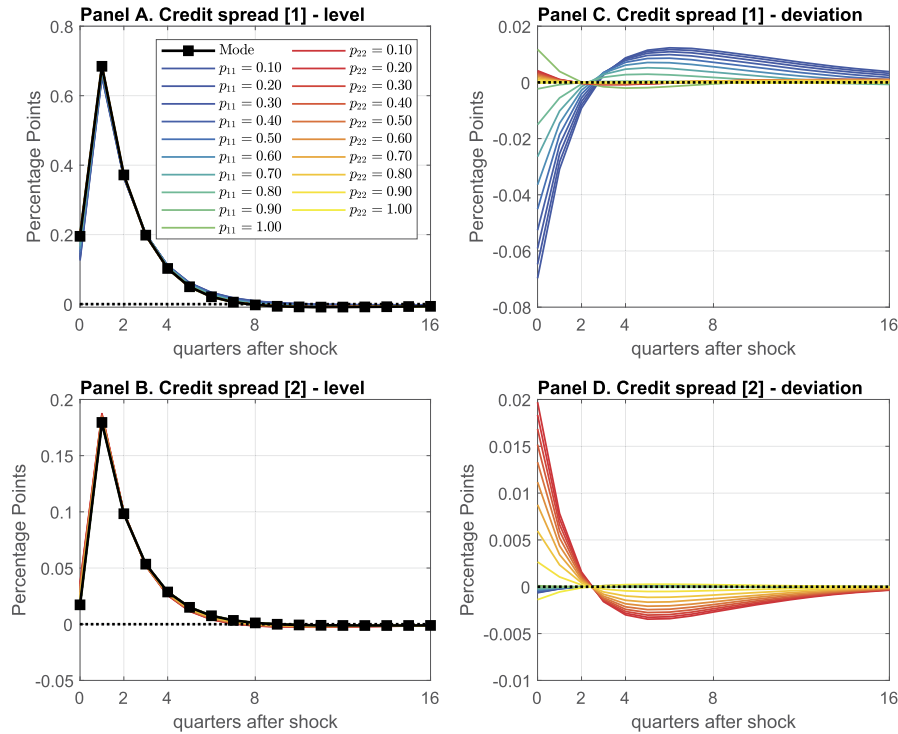 Panel A. Credit spread [1] - level
0.8
0.6
0.4
0.2
0
Percentage Points
0 2 4 8 16
quarters after shock
Mode
p₁₁ = 0.10
p₁₁ = 0.20
p₁₁ = 0.30
p₁₁ = 0.40
p₁₁ = 0.50
p₁₁ = 0.60
p₁₁ = 0.70
p₁₁ = 0.80
p₁₁ = 0.90
p₁₁ = 1.00
p₂₂ = 0.10
p₂₂ = 0.20
p₂₂ = 0.30
p₂₂ = 0.40
p₂₂ = 0.50
p₂₂ = 0.60
p₂₂ = 0.70
p₂₂ = 0.80
p₂₂ = 0.90
p₂₂ = 1.00
Panel C. Credit spread [1] - deviation
0.02
0
-0.02
-0.04
-0.06
-0.08
Percentage Points
0 2 4 8 16
quarters after shock
Panel B. Credit spread [2] - level
0.2
0.15
0.1
0.05
0
-0.05
Percentage Points
0 2 4 8 16
quarters after shock
Panel D. Credit spread [2] - deviation
0.02
0.015
0.01
0.005
0
-0.005
-0.01
Percentage Points
0 2 4 8 16
quarters after shock